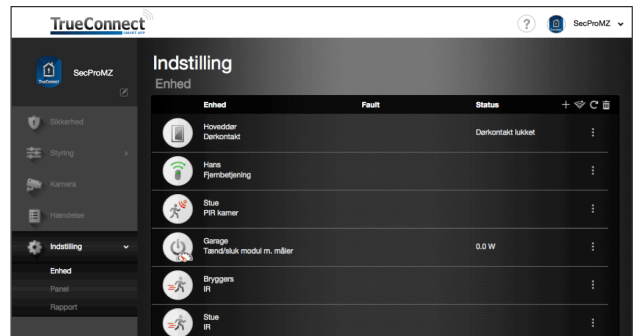 TrueConnect
SMART APP
? SecProMZ
TrueConnect
SecProMZ
Sikkerhed
Styring
Kamera
Hændelse
Indstilling
Enhed
Panel
Rapport
Indstilling
Enhed
Enhed Fault Status
Hoveddør
Dørkontakt Dørkontakt lukket
Hans
Fjernbetjening
Stue
PIR kamer
Garage
Tænd/sluk modul m. måler 0.0 W
Bryggers
IR
Stue
IR